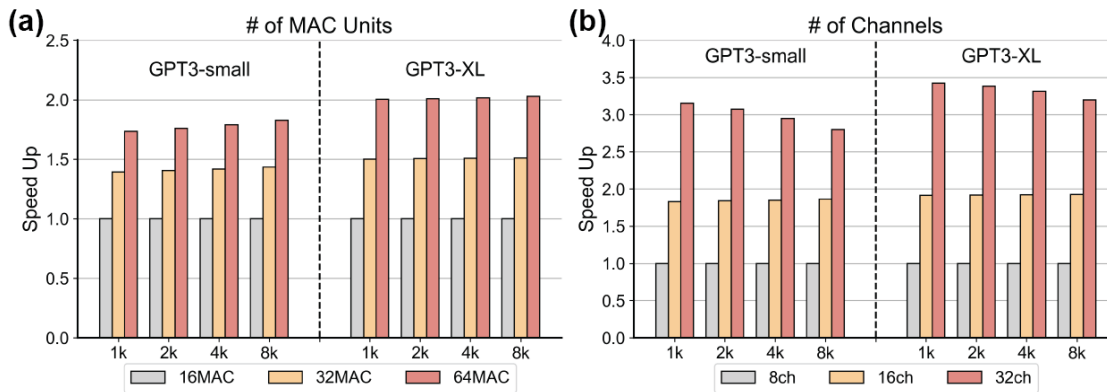 (a)
# of MAC Units
Speed Up
2.5
2.0
1.5
1.0
0.5
0.0
GPT3-small
GPT3-XL
1k 2k 4k 8k 1k 2k 4k 8k
16MAC 32MAC 64MAC
(b)
# of Channels
Speed Up
4.0
3.5
3.0
2.5
2.0
1.5
1.0
0.5
0.0
GPT3-small
GPT3-XL
1k 2k 4k 8k 1k 2k 4k 8k
8ch 16ch 32ch